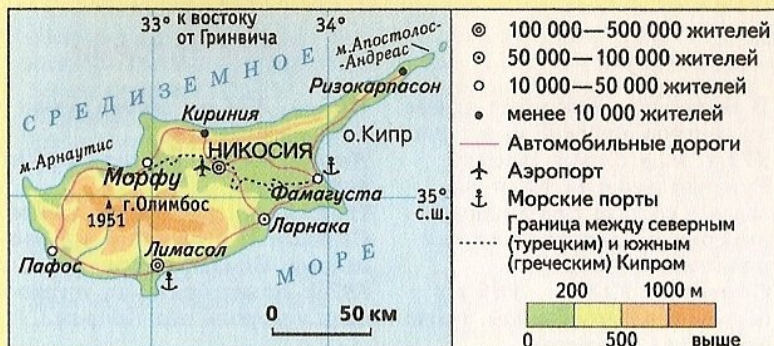 33° к востоку
от Гринвича
34°
м.Апостолос-
-Андреас
СРЕДИЗЕМНОЕ
Ризокарпасон
Кириния
о.Кипр
м.Арнаутис
НИКОСИЯ
Морфу
Фамагуста
г.Олимбос
1951
35°
с.ш.
Ларнака
Лимасол
Пафос
МОРЕ
0 50 км
100 000—500 000 жителей
50 000—100 000 жителей
10 000—50 000 жителей
менее 10 000 жителей
Автомобильные дороги
Аэропорт
Морские порты
Граница между северным
(турецким) и южным
(греческим) Кипром
200 1000 м
0 500 выше